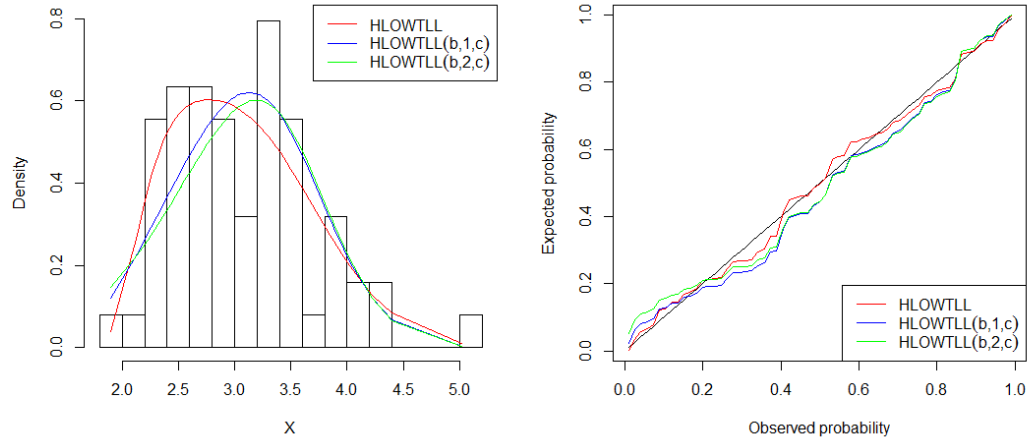 HLOWTLL
HLOWTLL(b,1,c)
HLOWTLL(b,2,c)
Density
0.8
0.6
0.4
0.2
0.0
2.0 2.5 3.0 3.5 4.0 4.5 5.0
X
Expected probability
1.0
0.8
0.6
0.4
0.2
0.0
HLOWTLL
HLOWTLL(b,1,c)
HLOWTLL(b,2,c)
0.0 0.2 0.4 0.6 0.8 1.0
Observed probability